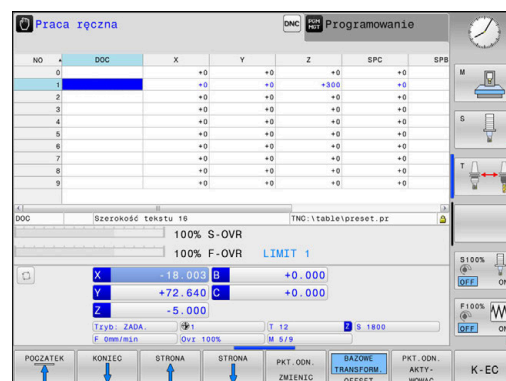 Praca ręczna
DNC
PGM MGT
Programowanie
NO DOC X Y Z SPC SPB
0 +0 +0 +0 +0
1 +0 +0 +300 +0
2 +0 +0 +0 +0
3 +0 +0 +0 +0
4 +0 +0 +0 +0
5 +0 +0 +0 +0
6 +0 +0 +0 +0
7 +0 +0 +0 +0
8 +0 +0 +0 +0
9 +0 +0 +0 +0
DOC Szerokość tekstu 16 TNC:\table\preset.pr
100% S-OVR
100% F-OVR LIMIT 1
X -18.003 B +0.000
Y +72.640 C +0.000
Z -5.000
Tryb: ZADA. 1 T 12 Z S 1800
F 0mm/min Ovr 100% M 5/9
M
S
T
S100%
OFF ON
F100%
OFF ON
POCZATEK
KONIEC
STRONA
STRONA
PKT.ODN.
ZMIENIC
BAZOWE
TRANSFORM.
OFFSET
PKT.ODN.
AKTY-
WOWAC
K-EC